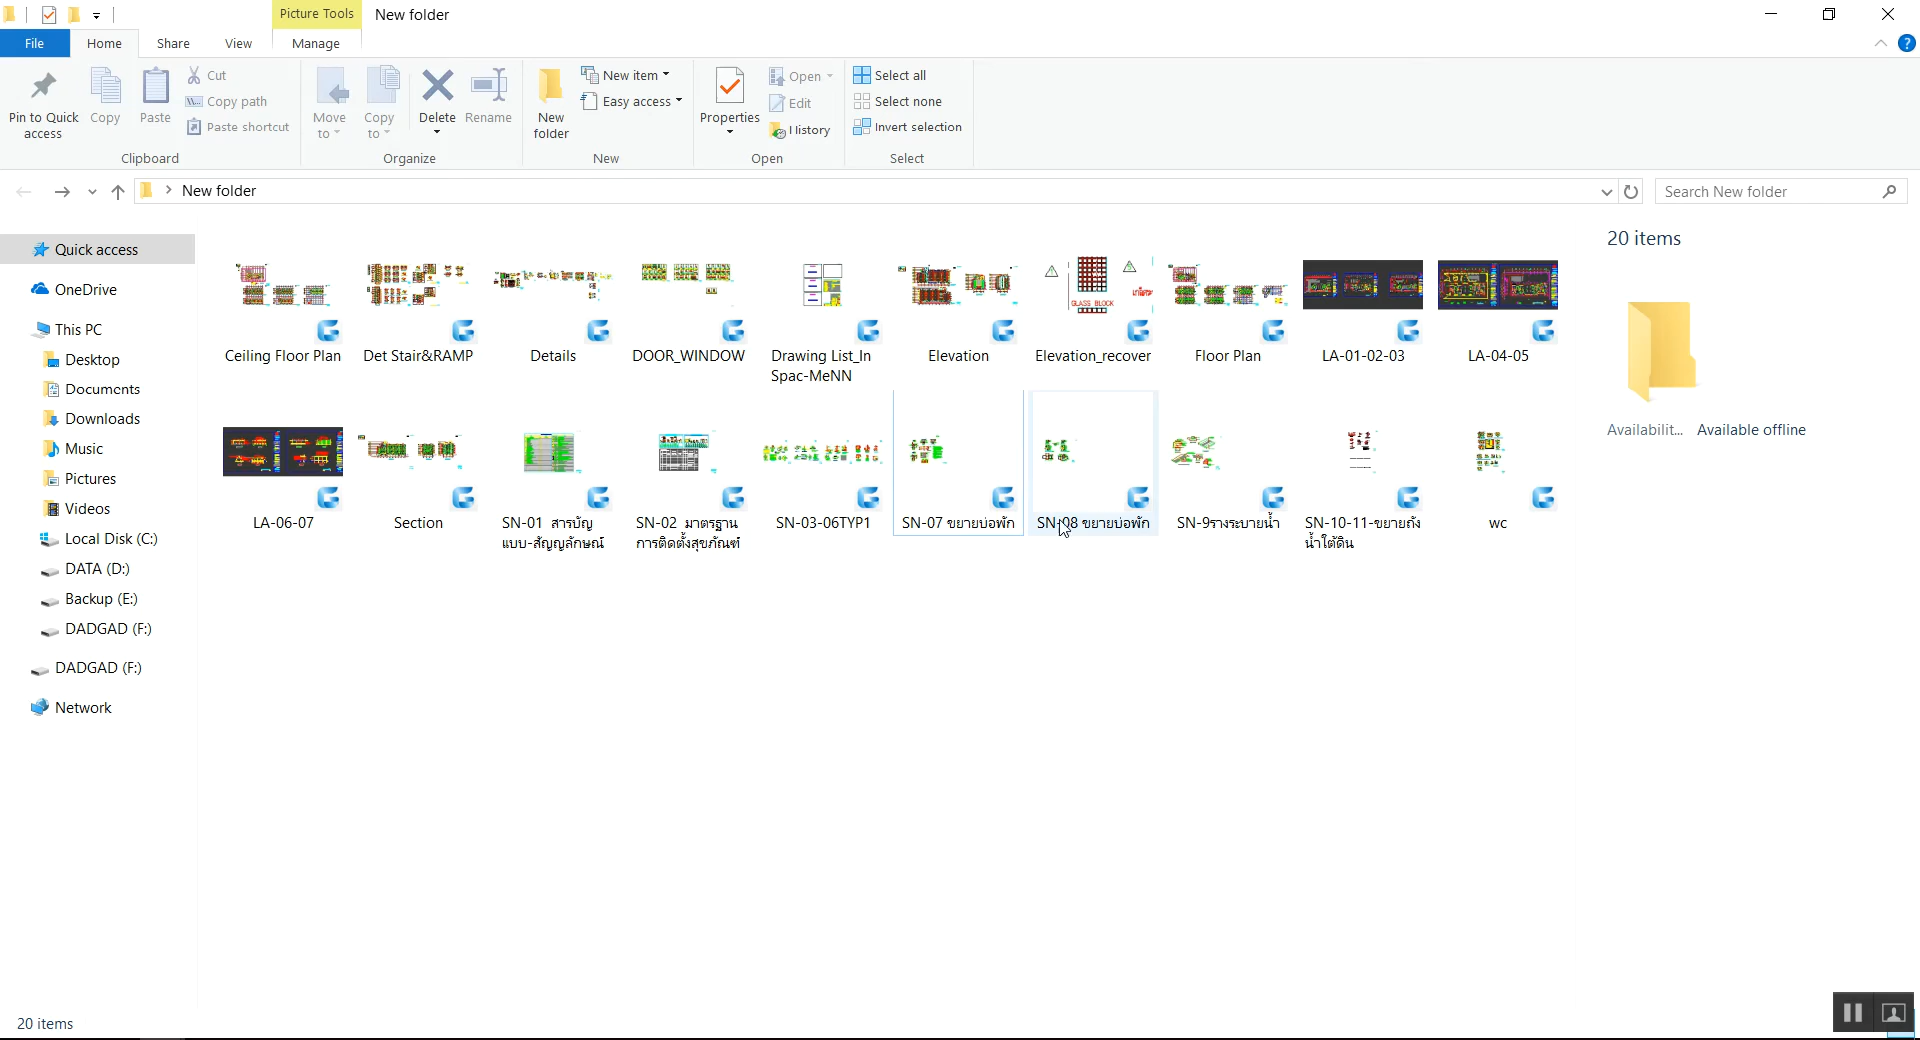 Picture Tools
New folder
File
Home
Share
View
Manage
Pin to Quick access
Copy
Paste
Cut
Copy path
Paste shortcut
Clipboard
Move to
Copy to
Delete
Rename
Organize
New folder
New item
Easy access
New
Properties
Open
Edit
History
Open
Select all
Select none
Invert selection
Select
New folder
Search New folder
Quick access
OneDrive
This PC
Desktop
Documents
Downloads
Music
Pictures
Videos
Local Disk (C:)
DATA (D:)
Backup (E:)
DADGAD (F:)
DADGAD (F:)
Network
GLASS BLOCK
Ceiling Floor Plan
Det Stair&RAMP
Details
DOOR_WINDOW
Drawing List_In
Spac-MeNN
Elevation
Elevation_recover
Floor Plan
LA-01-02-03
LA-04-05
LA-06-07
Section
SN-01 สารบัญ
แบบ-สัญญลักษณ์
SN-02 มาตรฐาน
การติดตั้งสุขภัณฑ์
SN-03-06TYP1
SN-07 ขยายบ่อพัก
SN-08 ขยายบ่อพัก
SN-9รางระบายน้ำ
SN-10-11-ขยายถัง
น้ำใต้ดิน
wc
20 items
Availabilit... Available offline
20 items